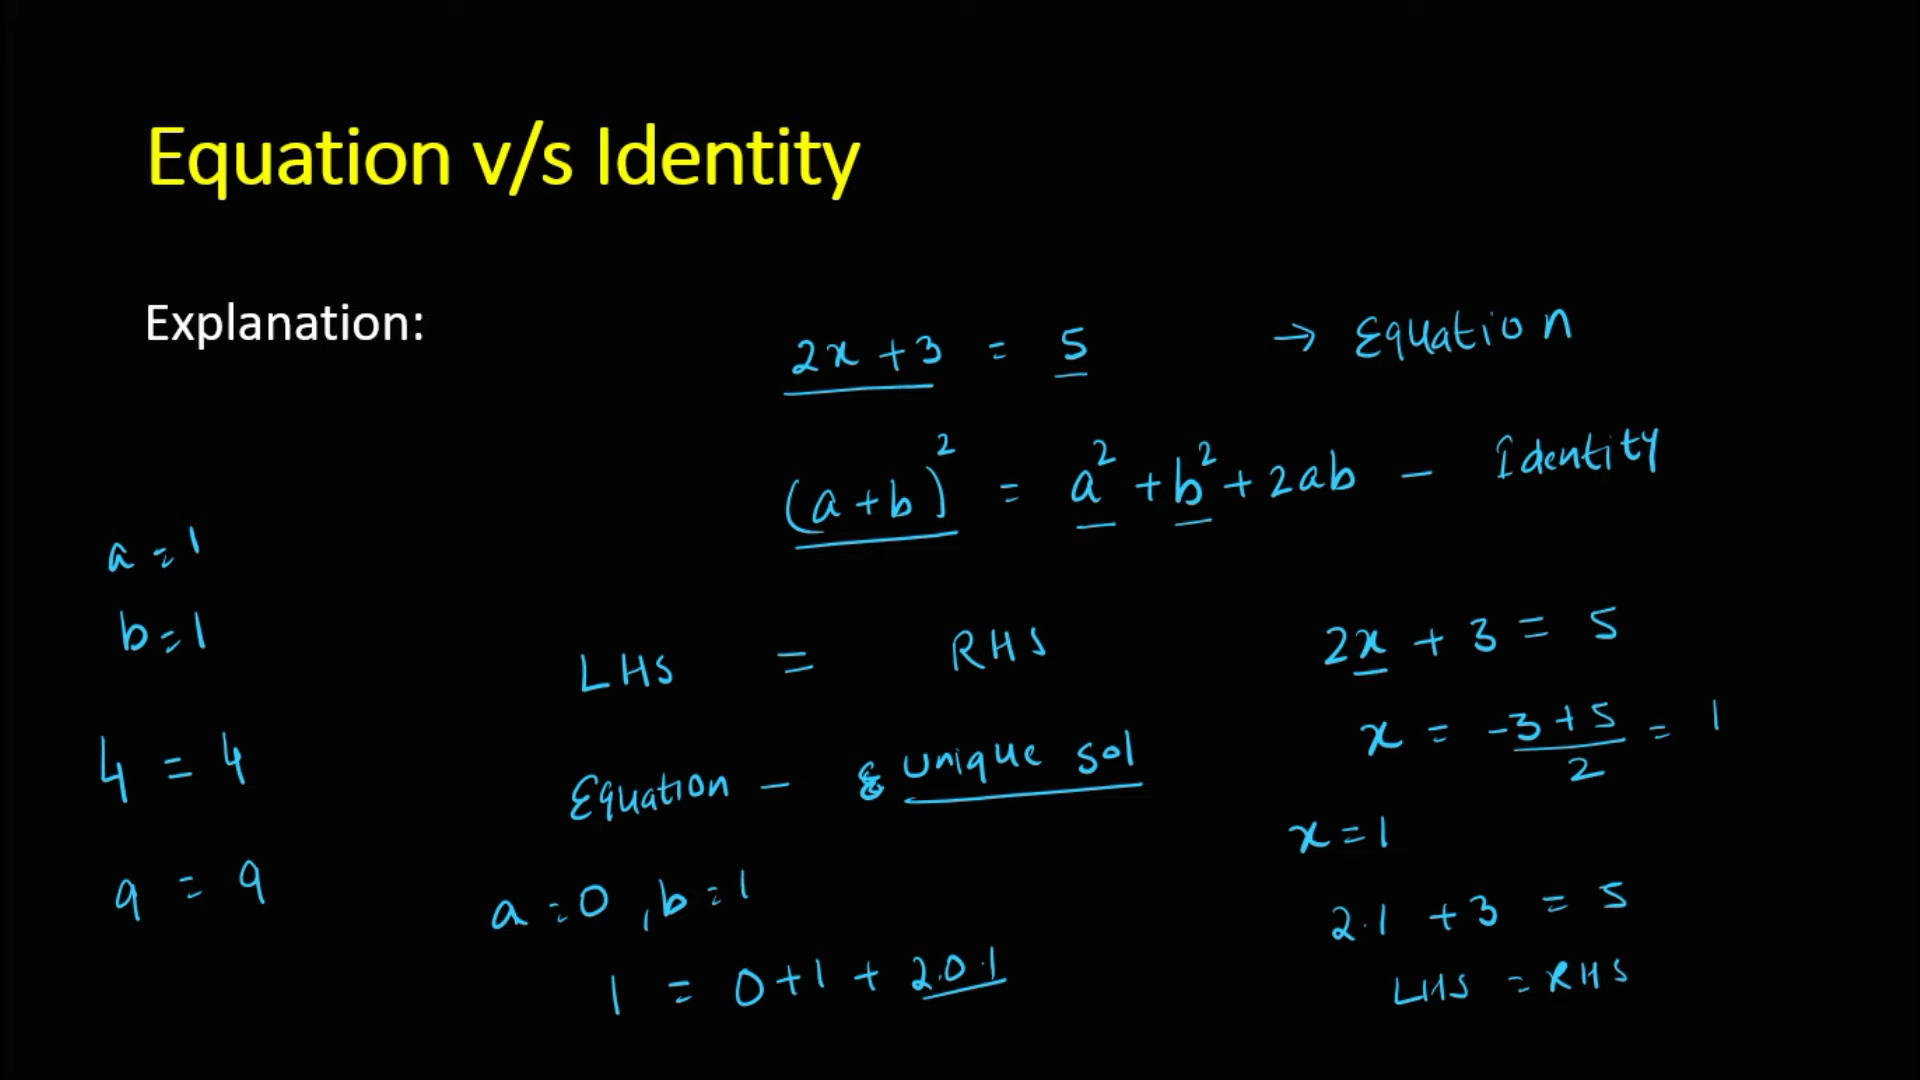 Equation v/s Identity
Explanation:
2x + 3 = 5 → Equation
(a + b)² = a² + b² + 2ab – Identity
a = 1
b = 1
4 = 4
9 = 9
LHS = RHS
Equation – unique sol
a = 0, b = 1
1 = 0 + 1 + 2.0.1
2x + 3 = 5
x = -3 + 5 / 2 = 1
x = 1
2.1 + 3 = 5
LHS = RHS